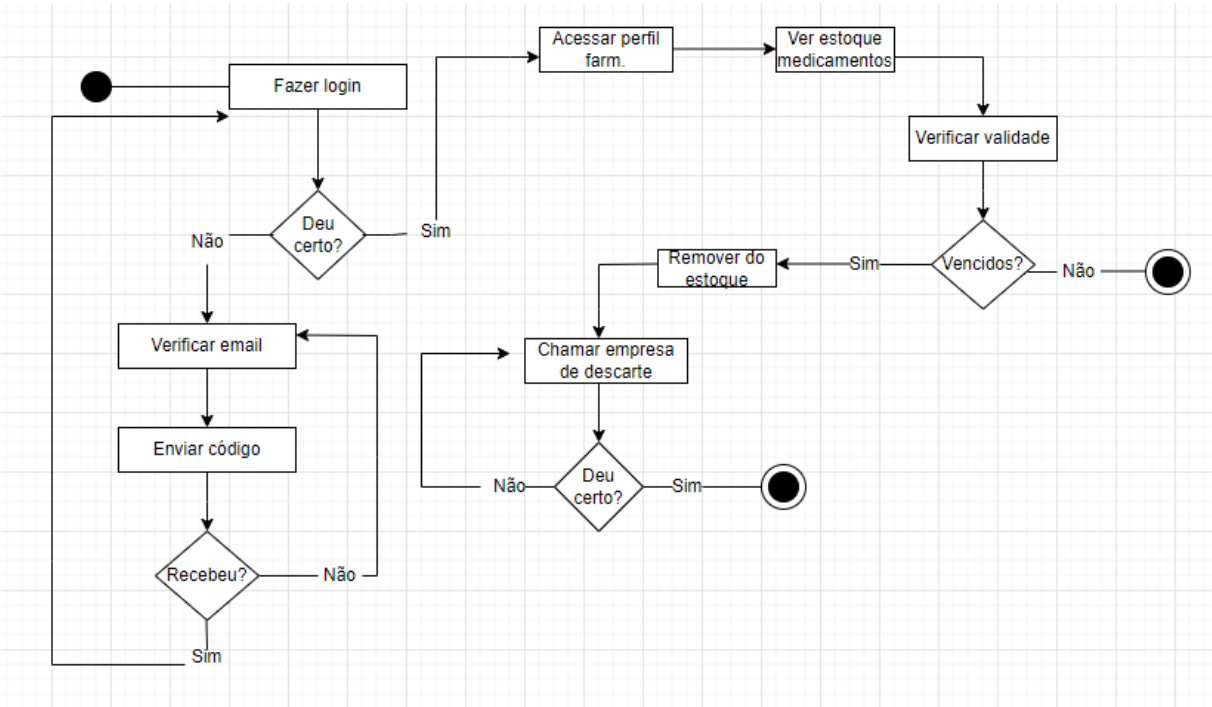 Fazer login
Deu
certo?
Não
Sim
Acessar perfil
farm.
Ver estoque
medicamentos
Verificar validade
Vencidos?
Não
Sim
Remover do
estoque
Chamar empresa
de descarte
Deu
certo?
Não
Sim
Verificar email
Enviar código
Recebeu?
Não
Sim